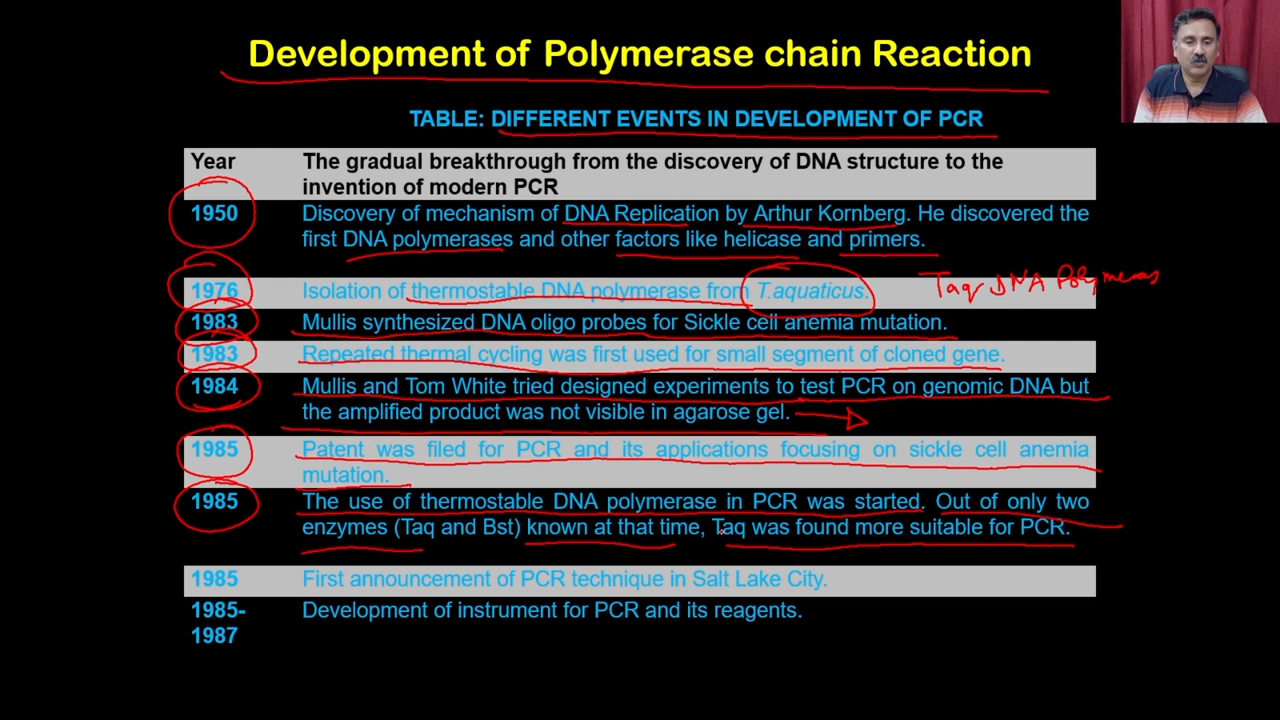 Development of Polymerase chain Reaction
TABLE: DIFFERENT EVENTS IN DEVELOPMENT OF PCR
Year The gradual breakthrough from the discovery of DNA structure to the
invention of modern PCR
1950 Discovery of mechanism of DNA Replication by Arthur Kornberg. He discovered the
first DNA polymerases and other factors like helicase and primers.
1976 Isolation of thermostable DNA polymerase from T.aquaticus.
Taq DNA Polymeras
1983 Mullis synthesized DNA oligo probes for Sickle cell anemia mutation.
1983 Repeated thermal cycling was first used for small segment of cloned gene.
1984 Mullis and Tom White tried designed experiments to test PCR on genomic DNA but
the amplified product was not visible in agarose gel.
1985 Patent was filed for PCR and its applications focusing on sickle cell anemia
mutation.
1985 The use of thermostable DNA polymerase in PCR was started. Out of only two
enzymes (Taq and Bst) known at that time, Taq was found more suitable for PCR.
1985 First announcement of PCR technique in Salt Lake City.
1985- Development of instrument for PCR and its reagents.
1987